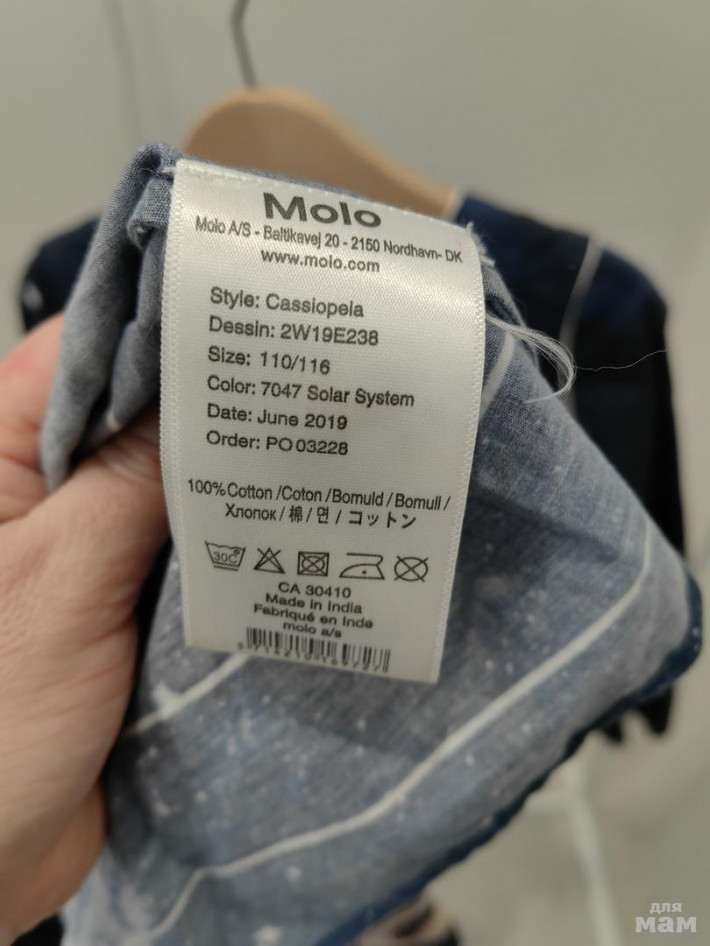 Molo
Molo A/S - Baltikavej 20 - 2150 Nordhavn- DK
www.molo.com
Style: Cassiopeia
Dessin: 2W19E238
Size: 110/116
Color: 7047 Solar System
Date: June 2019
Order: PO 03228
100%Cotton /Coton /Bomuld / Bomull /
Хлопок / 棉 / 면 / コットン
30C
CA 30410
Made in India
Fabriqué en Inde
molo a/s
для
мам